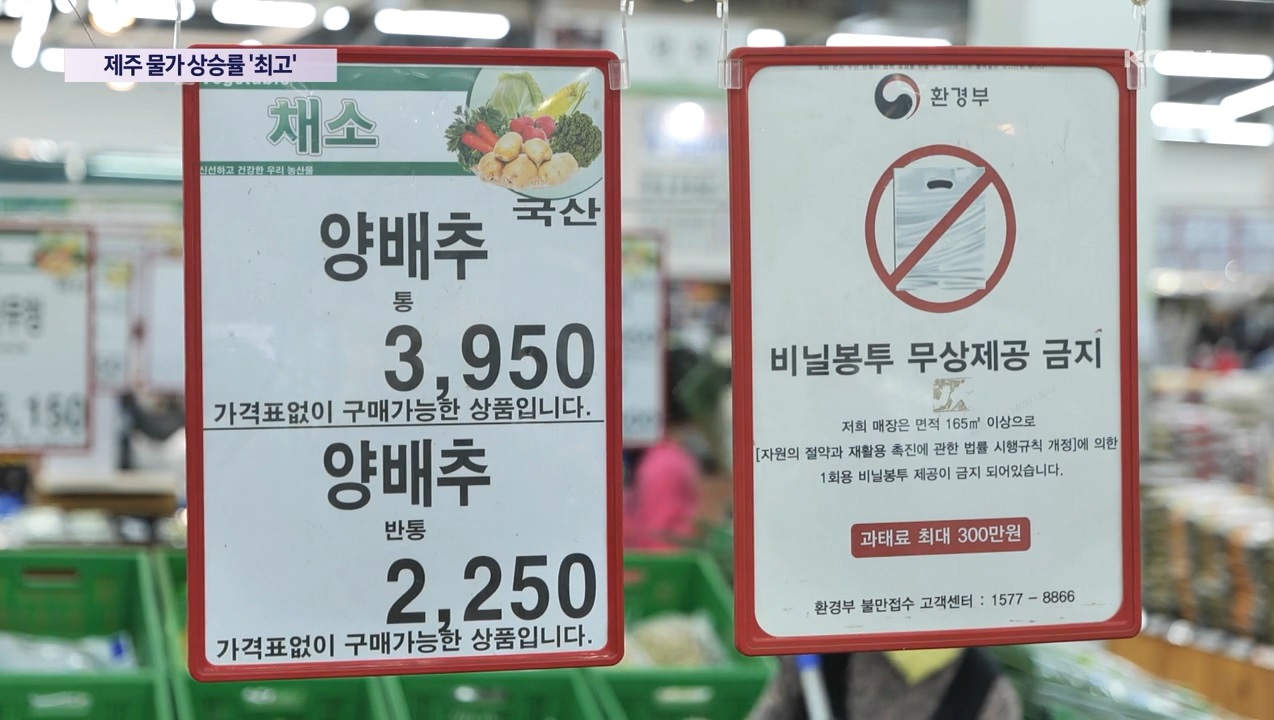 제주 물가 상승률 '최고'
채소
신선하고 건강한 우리 농산물
국산
양배추
통
3,950
가격표없이 구매가능한 상품입니다.
양배추
반통
2,250
가격표없이 구매가능한 상품입니다.
환경부
비닐봉투 무상제공 금지
저희 매장은 면적 165㎡ 이상으로
[자원의 절약과 재활용 촉진에 관한 법률 시행규칙 개정]에 의한
1회용 비닐봉투 제공이 금지 되어있습니다.
과태료 최대 300만원
환경부 불만접수 고객센터 : 1577 - 8866
5,150